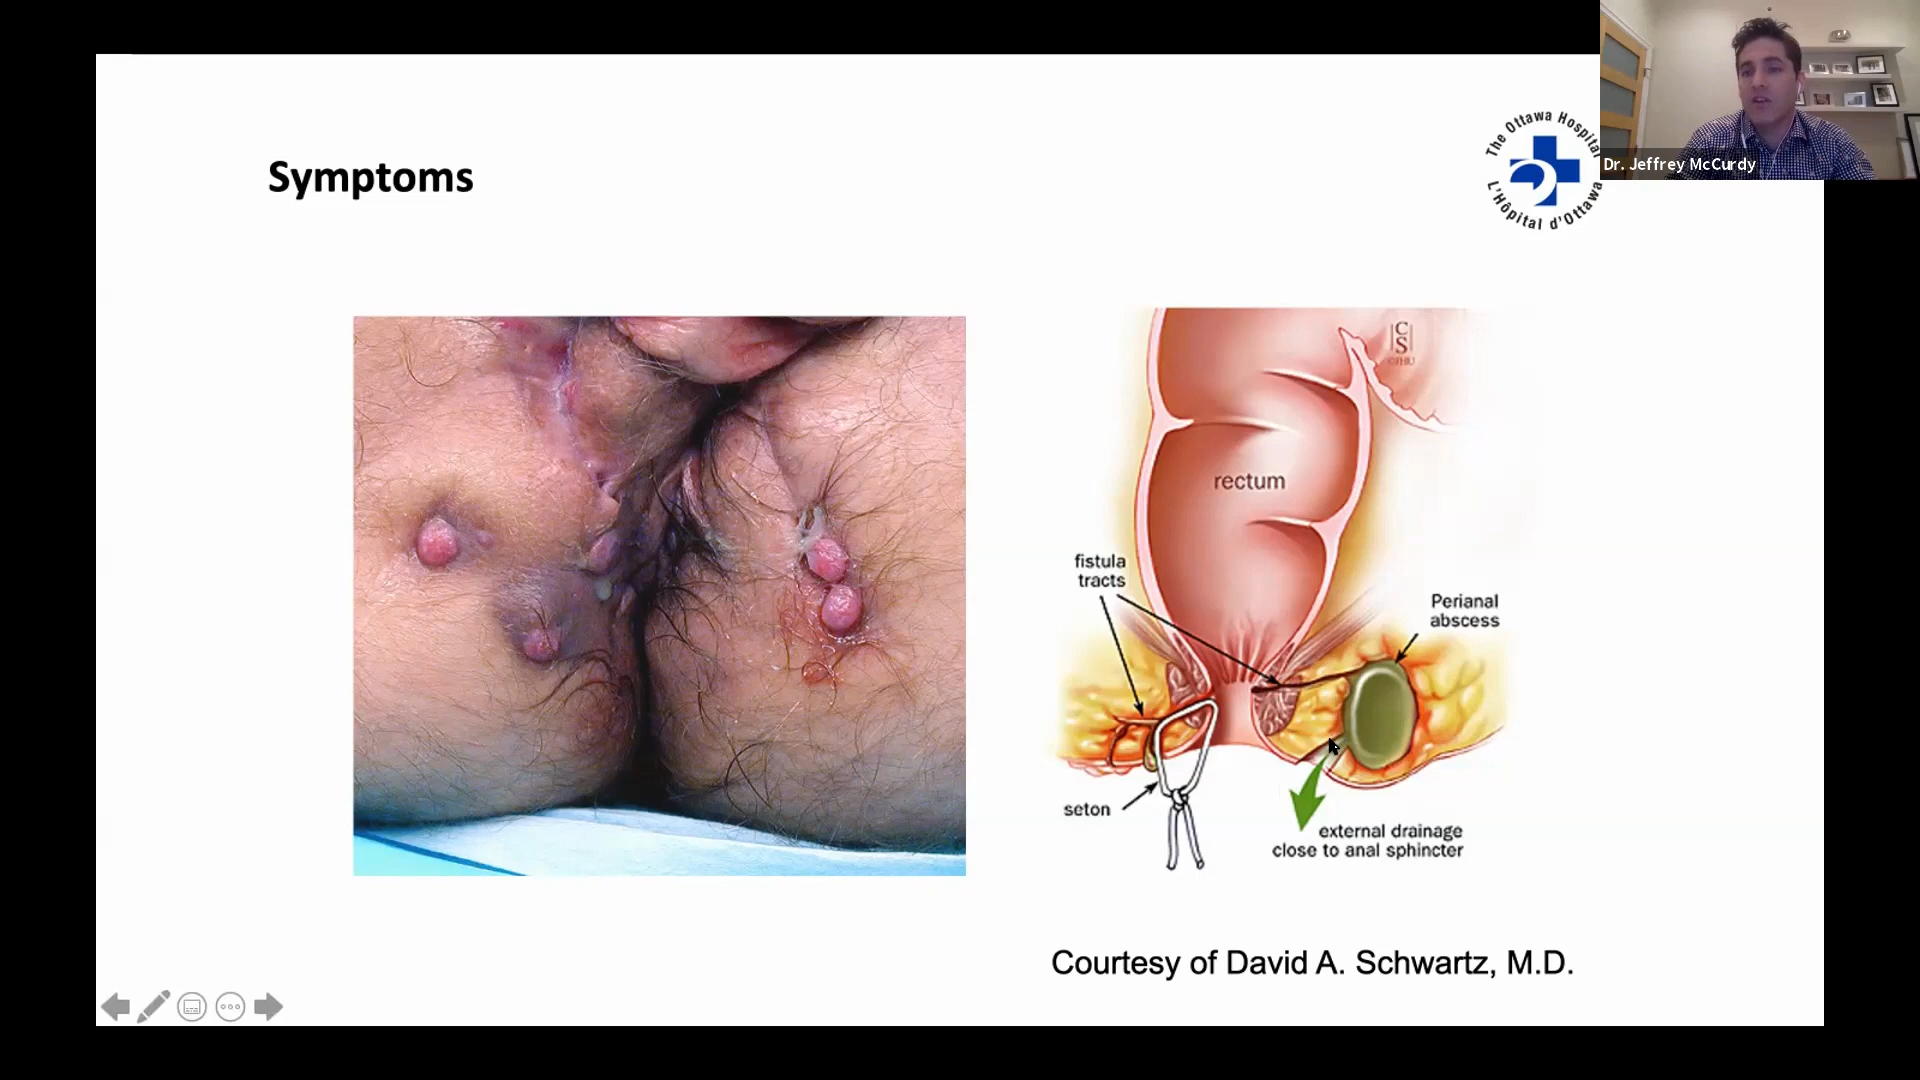 Symptoms
The Ottawa Hospital
L'Hôpital d'Ottawa
Dr. Jeffrey McCurdy
C
S
rectum
fistula
tracts
Perianal
abscess
seton
external drainage
close to anal sphincter
Courtesy of David A. Schwartz, M.D.